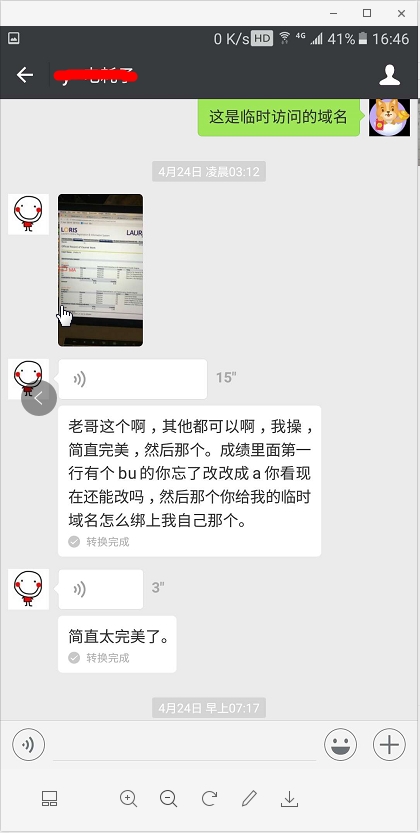 0 K/s HD 4G 41% 16:46
这是临时访问的域名
4月24日 凌晨03:12
LORIS
LAUR
15"
老哥这个啊，其他都可以啊，我操，
简直完美，然后那个。成绩里面第一
行有个 bu 的你忘了改改成 a 你看现
在还能改吗，然后那个你给我的临时
域名怎么绑上我自己那个。
转换完成
3"
简直太完美了。
转换完成
4月24日 早上07:17